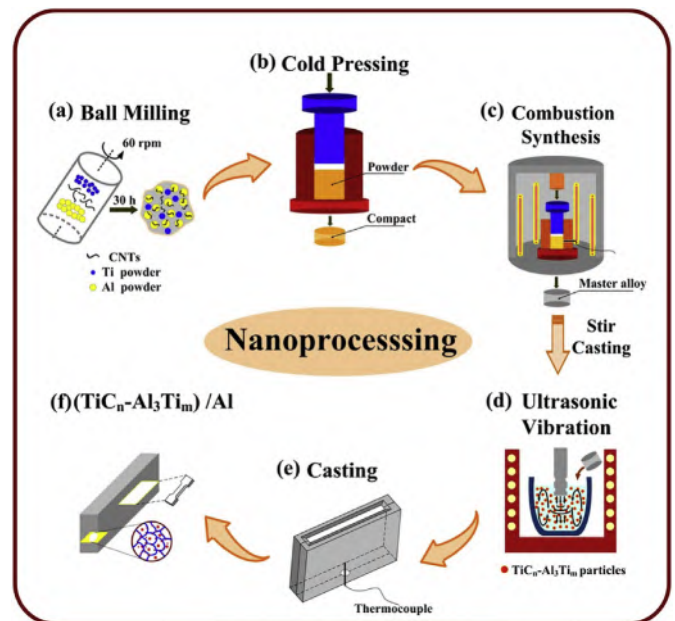 (a) Ball Milling
60 rpm
30 h
CNTs
Ti powder
Al powder
(b) Cold Pressing
Powder
Compact
(c) Combustion
Synthesis
Master alloy
Stir
Casting
Nanoprocesssing
(d) Ultrasonic
Vibration
TiCₙ-Al₃Tiₘ particles
(e) Casting
Thermocouple
(f)(TiCₙ-Al₃Tiₘ) /Al